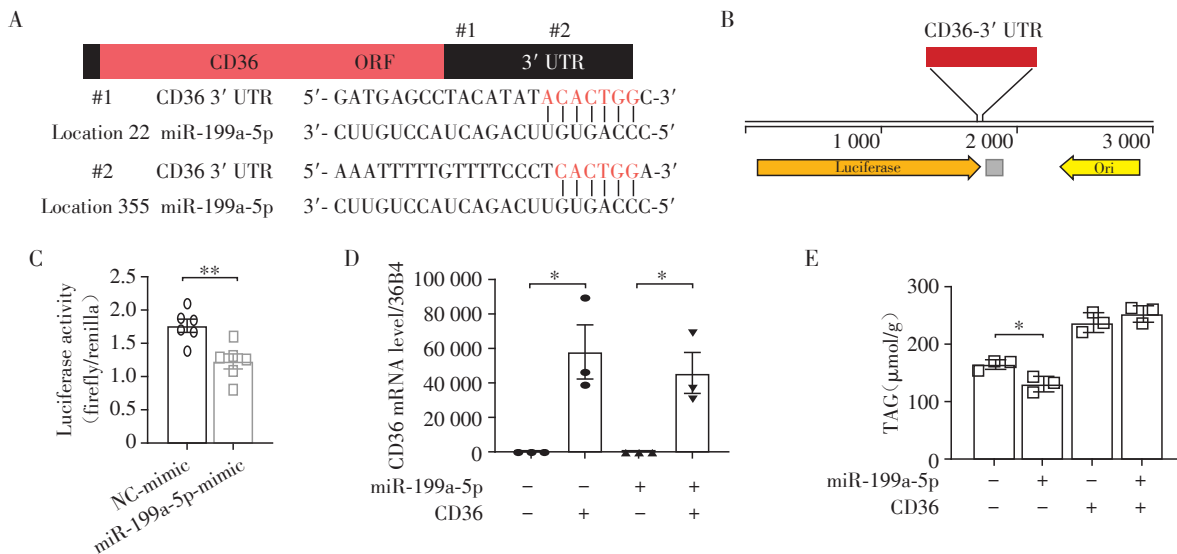 A
#1 #2
CD36 ORF 3′ UTR
#1 CD36 3′ UTR 5′- GATGAGCCTACATATACACTGGC-3′
Location 22 miR-199a-5p 3′- CUUGUCCAUCAGACUUGUGACCC-5′
#2 CD36 3′ UTR 5′- AAATTTTTGTTTTCCCTCACTGGA-3′
Location 355 miR-199a-5p 3′- CUUGUCCAUCAGACUUGUGACCC-5′
B
CD36-3′ UTR
1 000 2 000 3 000
Luciferase Ori
C
Luciferase activity
(firefly/renilla)
2.5
2.0
1.5
1.0
0.5
0
**
NC-mimic
miR-199a-5p-mimic
D
CD36 mRNA level/36B4
100 000
80 000
60 000
40 000
20 000
0
* *
miR-199a-5p − − + +
CD36 − + − +
E
TAG(μmol/g)
300
200
100
0
*
miR-199a-5p − + − +
CD36 − − + +